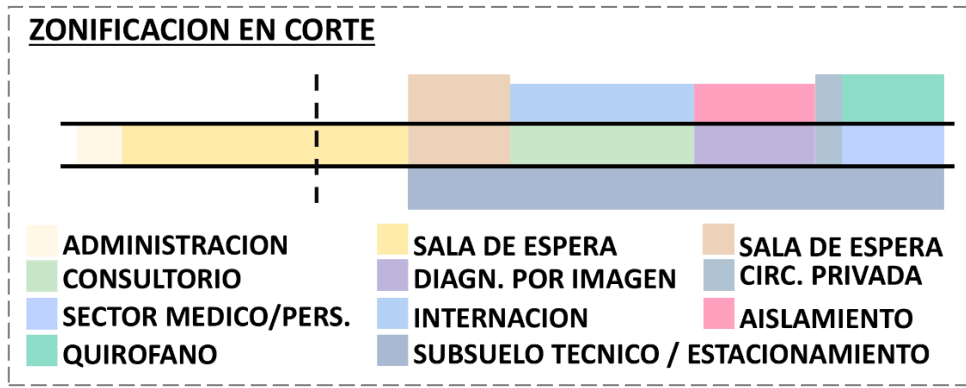 ZONIFICACION EN CORTE
ADMINISTRACION
SALA DE ESPERA
SALA DE ESPERA
CONSULTORIO
DIAGN. POR IMAGEN
CIRC. PRIVADA
SECTOR MEDICO/PERS.
INTERNACION
AISLAMIENTO
QUIROFANO
SUBSUELO TECNICO / ESTACIONAMIENTO